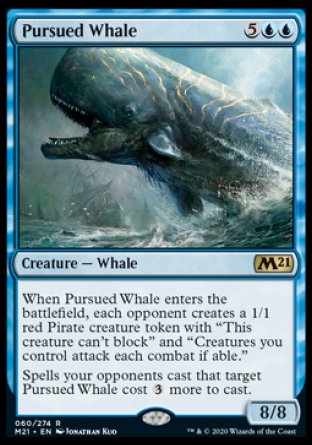 Pursued Whale 5
Creature — Whale M21
When Pursued Whale enters the
battlefield, each opponent creates a 1/1
red Pirate creature token with “This
creature can’t block” and “Creatures you
control attack each combat if able.”
Spells your opponents cast that target
Pursued Whale cost 3 more to cast.
060/274 R
M21 • EN Jonathan Kuo
™ & © 2020 Wizards of the Coast
8/8